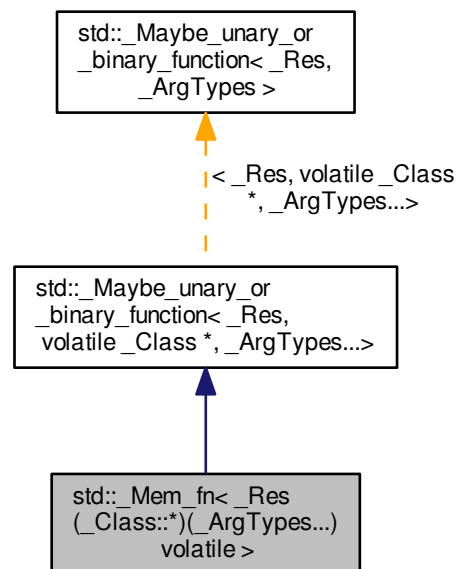 std::_Maybe_unary_or
_binary_function< _Res,
_ArgTypes >
< _Res, volatile _Class
*, _ArgTypes...>
std::_Maybe_unary_or
_binary_function< _Res,
volatile _Class *, _ArgTypes...>
std::_Mem_fn< _Res
(_Class::*)(_ArgTypes...)
volatile >